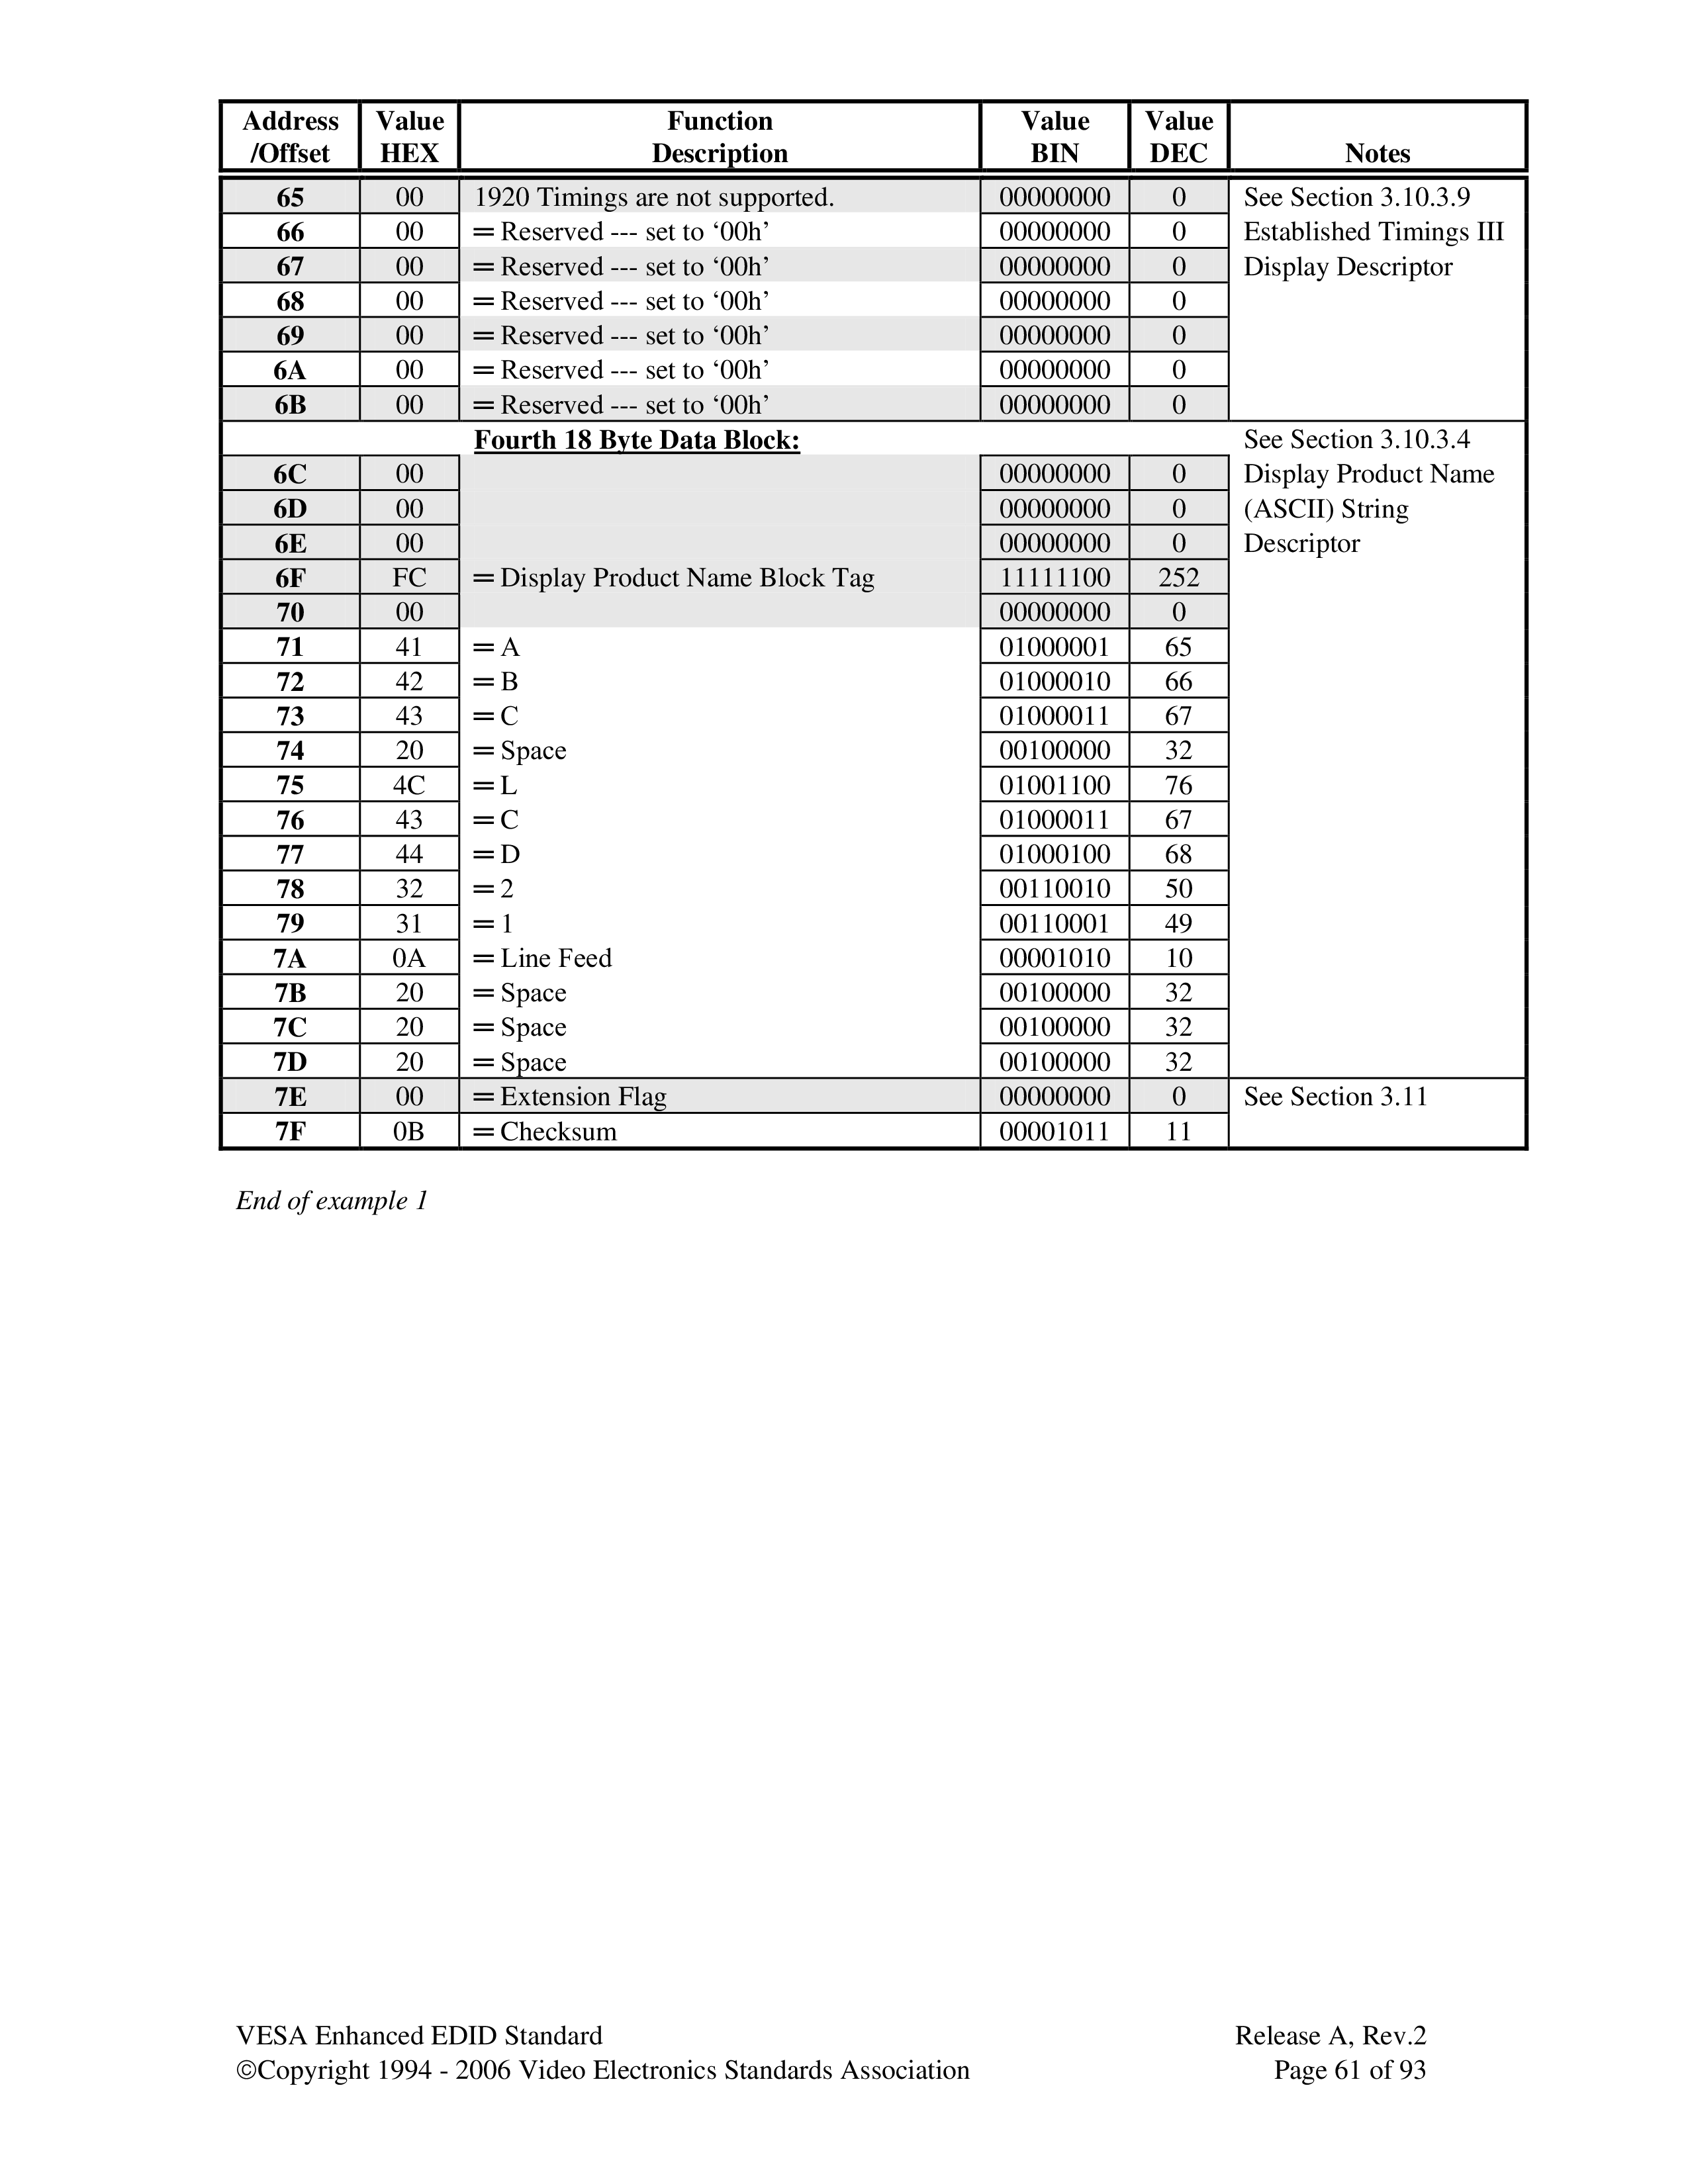 Address /Offset Value HEX Function Description Value BIN Value DEC Notes
65 00 1920 Timings are not supported. 00000000 0 See Section 3.10.3.9
66 00 = Reserved --- set to ‘00h’ 00000000 0 Established Timings III
67 00 = Reserved --- set to ‘00h’ 00000000 0 Display Descriptor
68 00 = Reserved --- set to ‘00h’ 00000000 0
69 00 = Reserved --- set to ‘00h’ 00000000 0
6A 00 = Reserved --- set to ‘00h’ 00000000 0
6B 00 = Reserved --- set to ‘00h’ 00000000 0
Fourth 18 Byte Data Block: See Section 3.10.3.4
6C 00 00000000 0 Display Product Name
6D 00 00000000 0 (ASCII) String
6E 00 00000000 0 Descriptor
6F FC = Display Product Name Block Tag 11111100 252
70 00 00000000 0
71 41 = A 01000001 65
72 42 = B 01000010 66
73 43 = C 01000011 67
74 20 = Space 00100000 32
75 4C = L 01001100 76
76 43 = C 01000011 67
77 44 = D 01000100 68
78 32 = 2 00110010 50
79 31 = 1 00110001 49
7A 0A = Line Feed 00001010 10
7B 20 = Space 00100000 32
7C 20 = Space 00100000 32
7D 20 = Space 00100000 32
7E 00 = Extension Flag 00000000 0 See Section 3.11
7F 0B = Checksum 00001011 11
End of example 1
VESA Enhanced EDID Standard Release A, Rev.2
©Copyright 1994 - 2006 Video Electronics Standards Association Page 61 of 93